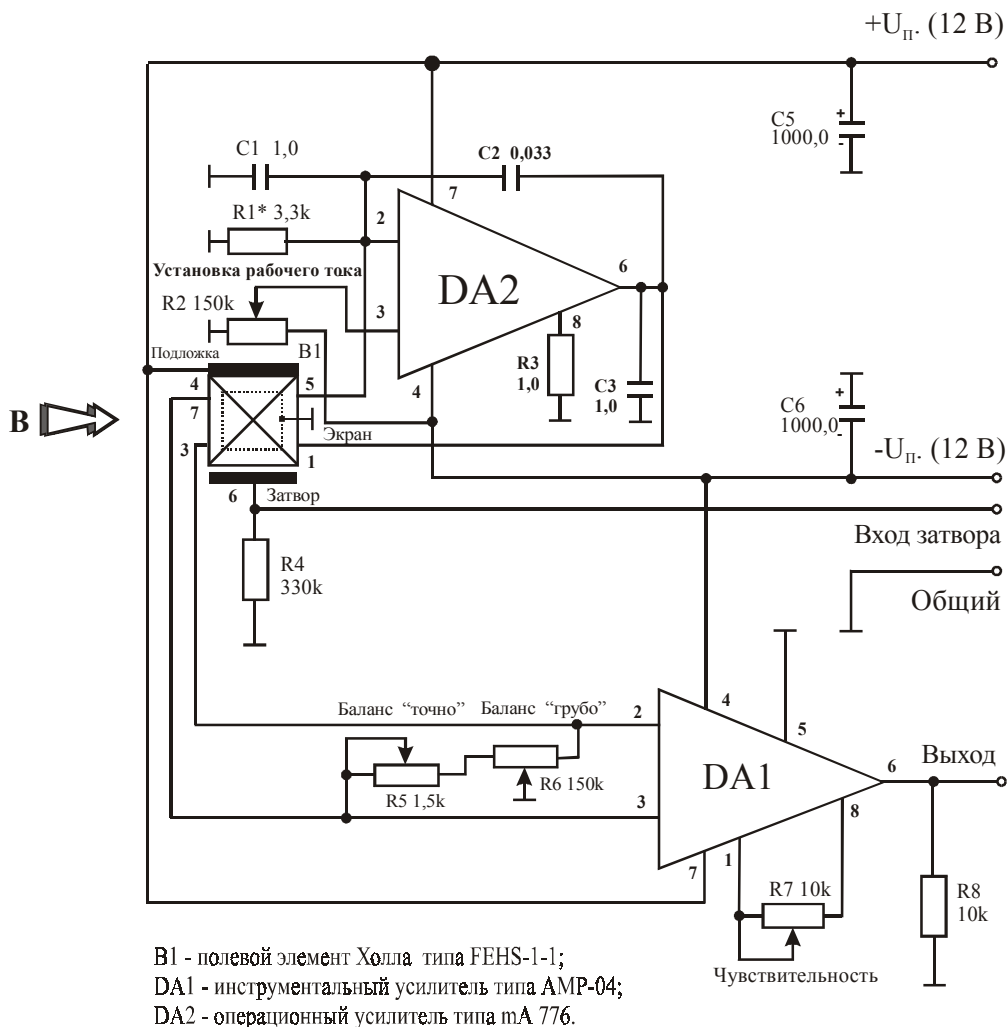 +Uп. (12 В)
C5
1000,0
+
-
C1 1,0
C2 0,033
R1* 3,3k
2
7
6
Установка рабочего тока
R2 150k
3
DA2
8
4
R3
1,0
C3
1,0
Подложка
B1
4
7
5
B
Экран
3
1
C6
1000,0
+
-
-Uп. (12 В)
6
Затвор
Вход затвора
R4
330k
Общий
Баланс “точно”
Баланс “грубо”
2
4
5
R5 1,5k
R6 150k
DA1
6
Выход
3
8
7
1
R7 10k
R8
10k
Чувствительность
B1 - полевой элемент Холла типа FEHS-1-1;
DA1 - инструментальный усилитель типа AMP-04;
DA2 - операционный усилитель типа mA 776.